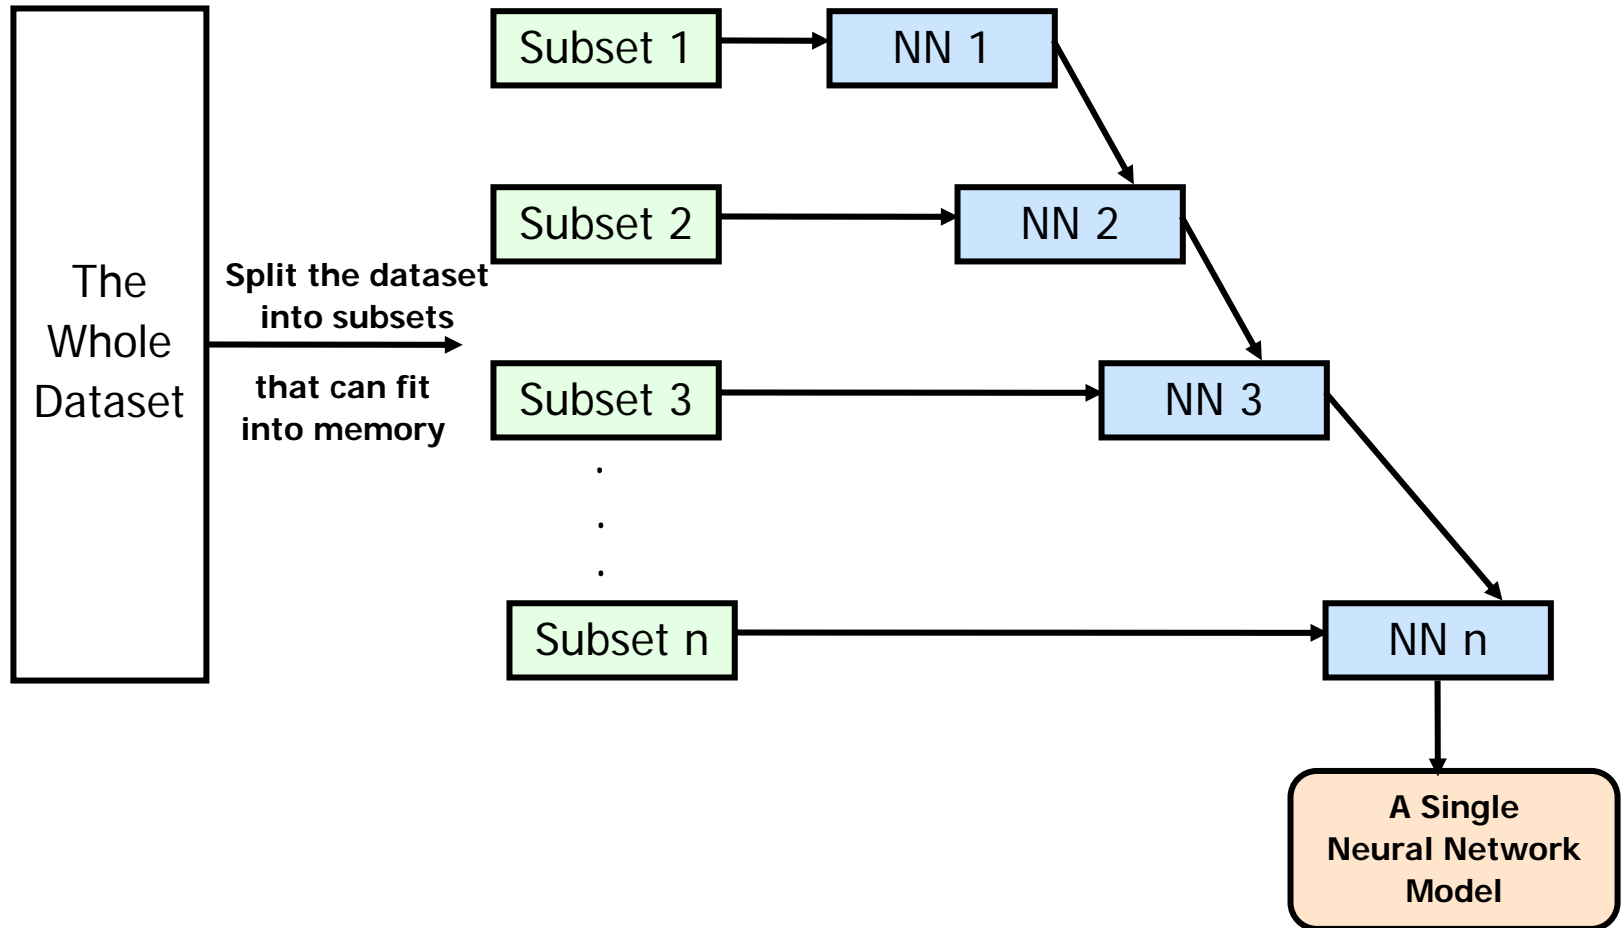 The
Whole
Dataset
Split the dataset
into subsets
that can fit
into memory
Subset 1
NN 1
Subset 2
NN 2
Subset 3
NN 3
.
.
.
Subset n
NN n
A Single
Neural Network
Model